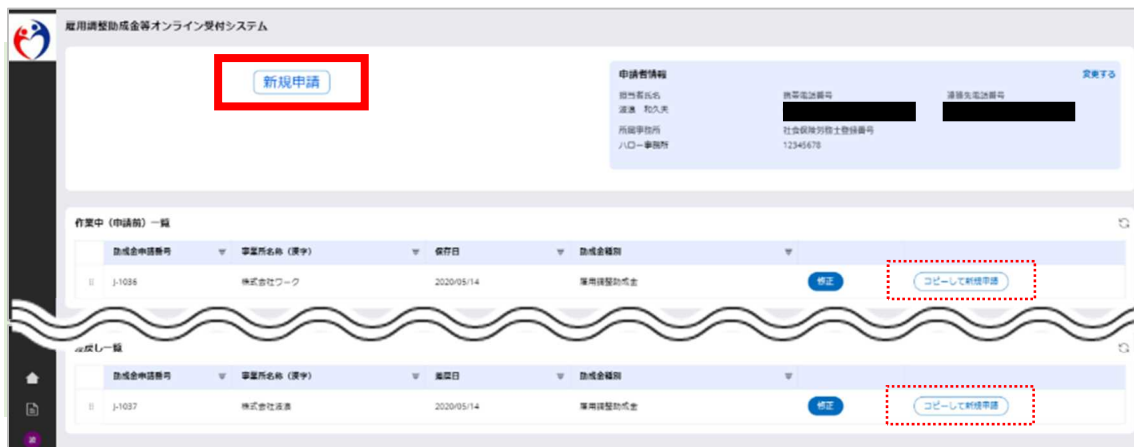 雇用調整助成金等オンライン受付システム
新規申請
申請者情報
変更する
担当者氏名
携帯電話番号
連絡先電話番号
渡邉 和久夫
所属事務所
社会保険労務士登録番号
ハロー事務所
12345678
作業中（申請前）一覧
助成金申請番号 事業所名称（漢字） 保存日 助成金種別
J-1036 株式会社ワーク 2020/05/14 雇用調整助成金 修正 コピーして新規申請
差戻し一覧
助成金申請番号 事業所名称（漢字） 差戻日 助成金種別
J-1037 株式会社 2020/05/14 雇用調整助成金 修正 コピーして新規申請